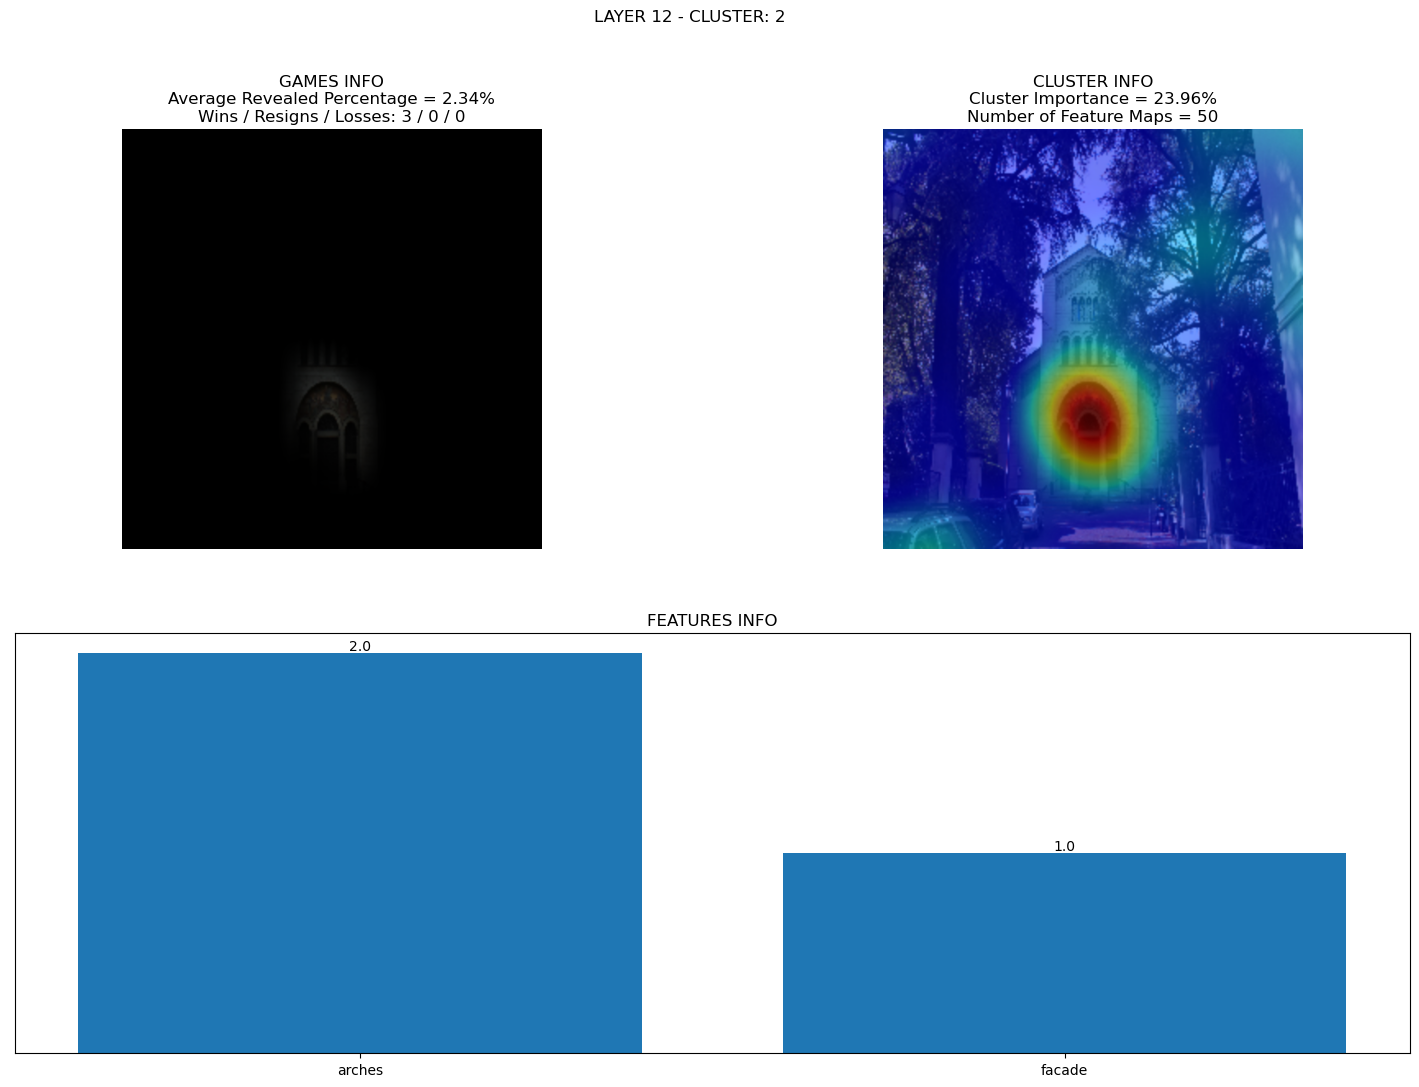 LAYER 12 - CLUSTER: 2
GAMES INFO
Average Revealed Percentage = 2.34%
Wins / Resigns / Losses: 3 / 0 / 0
CLUSTER INFO
Cluster Importance = 23.96%
Number of Feature Maps = 50
FEATURES INFO
2.0
1.0
arches
facade